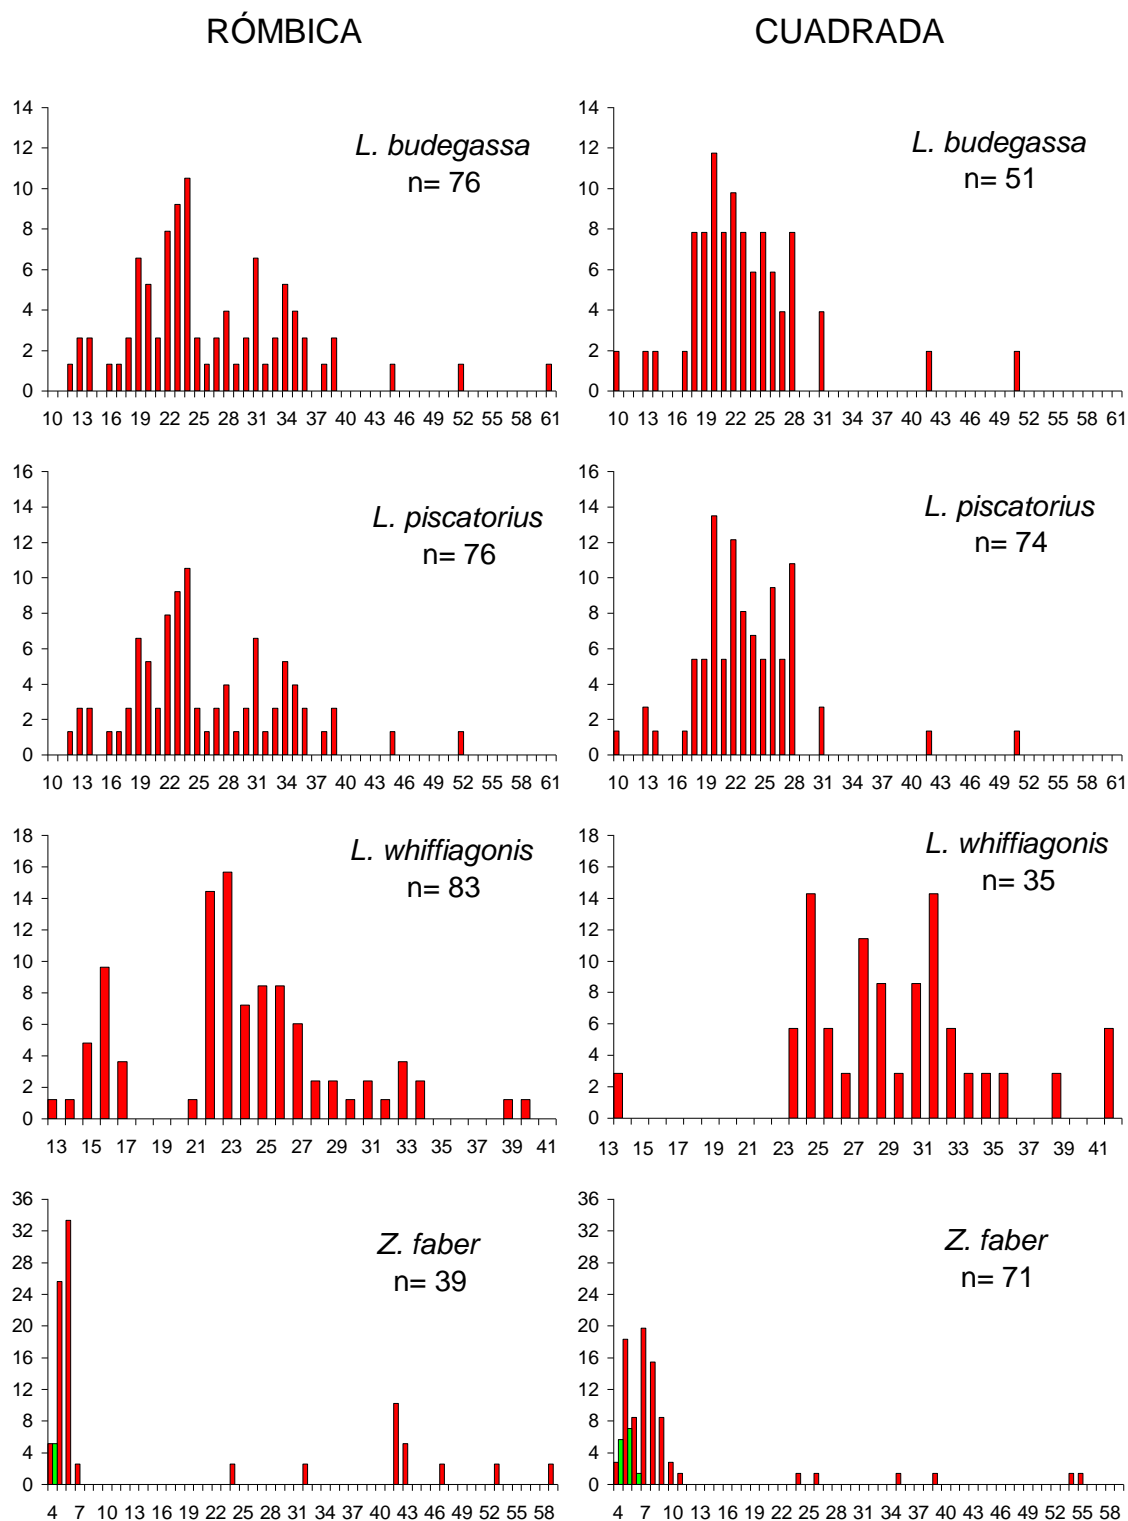 RÓMBICA
CUADRADA
14
12
10
8
6
4
2
0
L. budegassa
n= 76
10 13 16 19 22 25 28 31 34 37 40 43 46 49 52 55 58 61
14
12
10
8
6
4
2
0
L. budegassa
n= 51
10 13 16 19 22 25 28 31 34 37 40 43 46 49 52 55 58 61
16
14
12
10
8
6
4
2
0
L. piscatorius
n= 76
10 13 16 19 22 25 28 31 34 37 40 43 46 49 52 55 58 61
16
14
12
10
8
6
4
2
0
L. piscatorius
n= 74
10 13 16 19 22 25 28 31 34 37 40 43 46 49 52 55 58 61
18
16
14
12
10
8
6
4
2
0
L. whiffiagonis
n= 83
13 15 17 19 21 23 25 27 29 31 33 35 37 39 41
18
16
14
12
10
8
6
4
2
0
L. whiffiagonis
n= 35
13 15 17 19 21 23 25 27 29 31 33 35 37 39 41
36
32
28
24
20
16
12
8
4
0
Z. faber
n= 39
4 7 10 13 16 19 22 25 28 31 34 37 40 43 46 49 52 55 58
36
32
28
24
20
16
12
8
4
0
Z. faber
n= 71
4 7 10 13 16 19 22 25 28 31 34 37 40 43 46 49 52 55 58